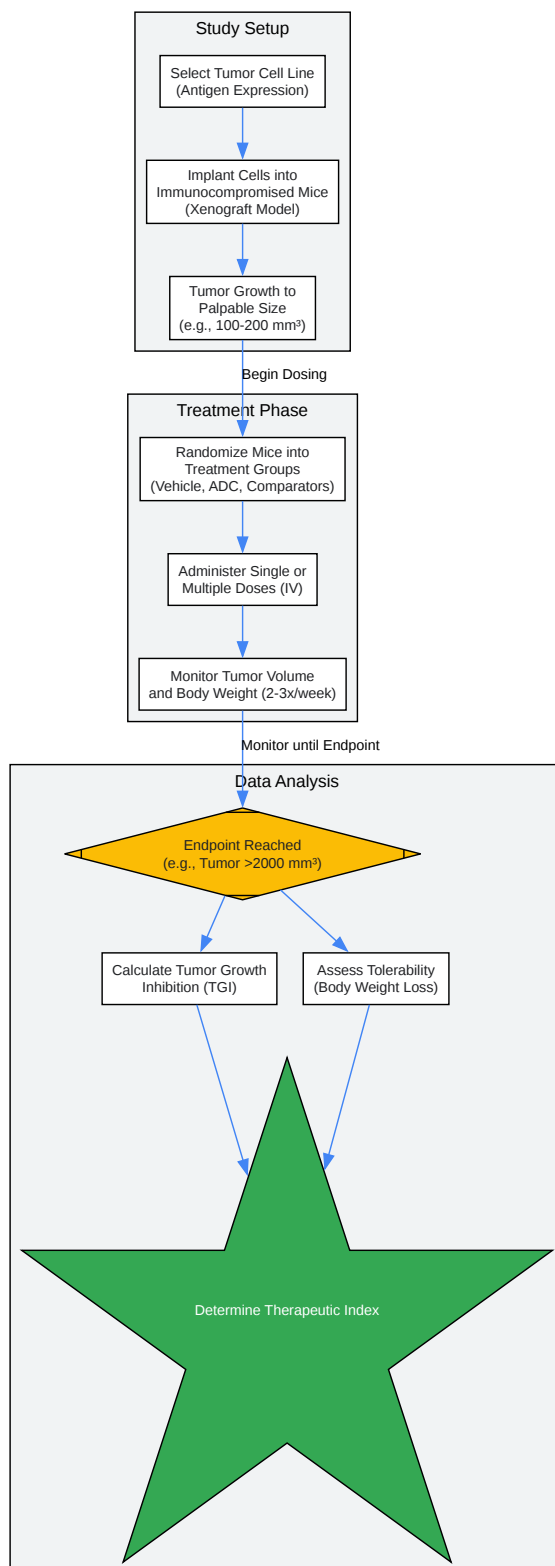 Study Setup
Select Tumor Cell Line
(Antigen Expression)
Implant Cells into
Immunocompromised Mice
(Xenograft Model)
Tumor Growth to
Palpable Size
(e.g., 100-200 mm³)
Begin Dosing
Treatment Phase
Randomize Mice into
Treatment Groups
(Vehicle, ADC, Comparators)
Administer Single or
Multiple Doses (IV)
Monitor Tumor Volume
and Body Weight (2-3x/week)
Monitor until Endpoint
Data Analysis
Endpoint Reached
(e.g., Tumor >2000 mm³)
Calculate Tumor Growth
Inhibition (TGI)
Assess Tolerability
(Body Weight Loss)
Determine Therapeutic Index